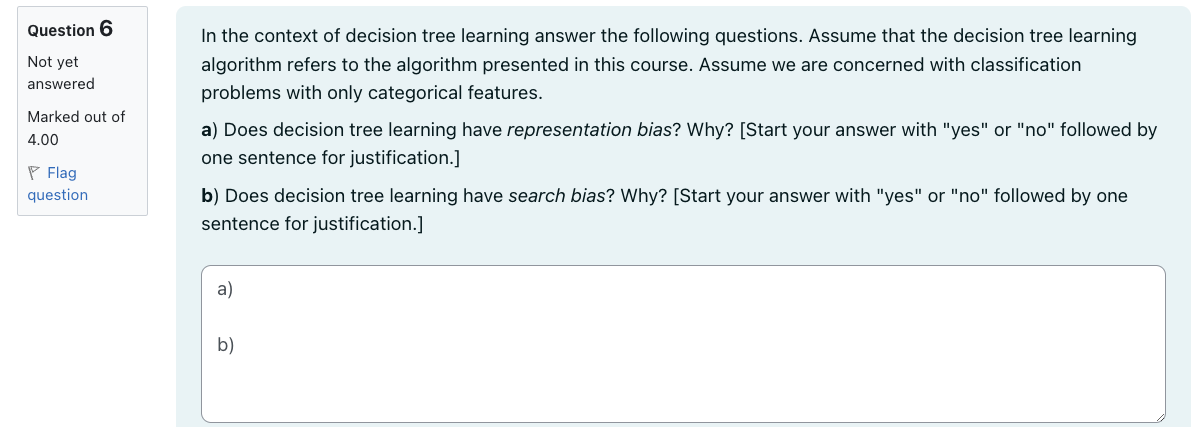 Question 6
Not yet
answered
Marked out of
4.00
Flag
question
In the context of decision tree learning answer the following questions. Assume that the decision tree learning
algorithm refers to the algorithm presented in this course. Assume we are concerned with classification
problems with only categorical features.
a) Does decision tree learning have representation bias? Why? [Start your answer with "yes" or "no" followed by
one sentence for justification.]
b) Does decision tree learning have search bias? Why? [Start your answer with "yes" or "no" followed by one
sentence for justification.]
a)
b)